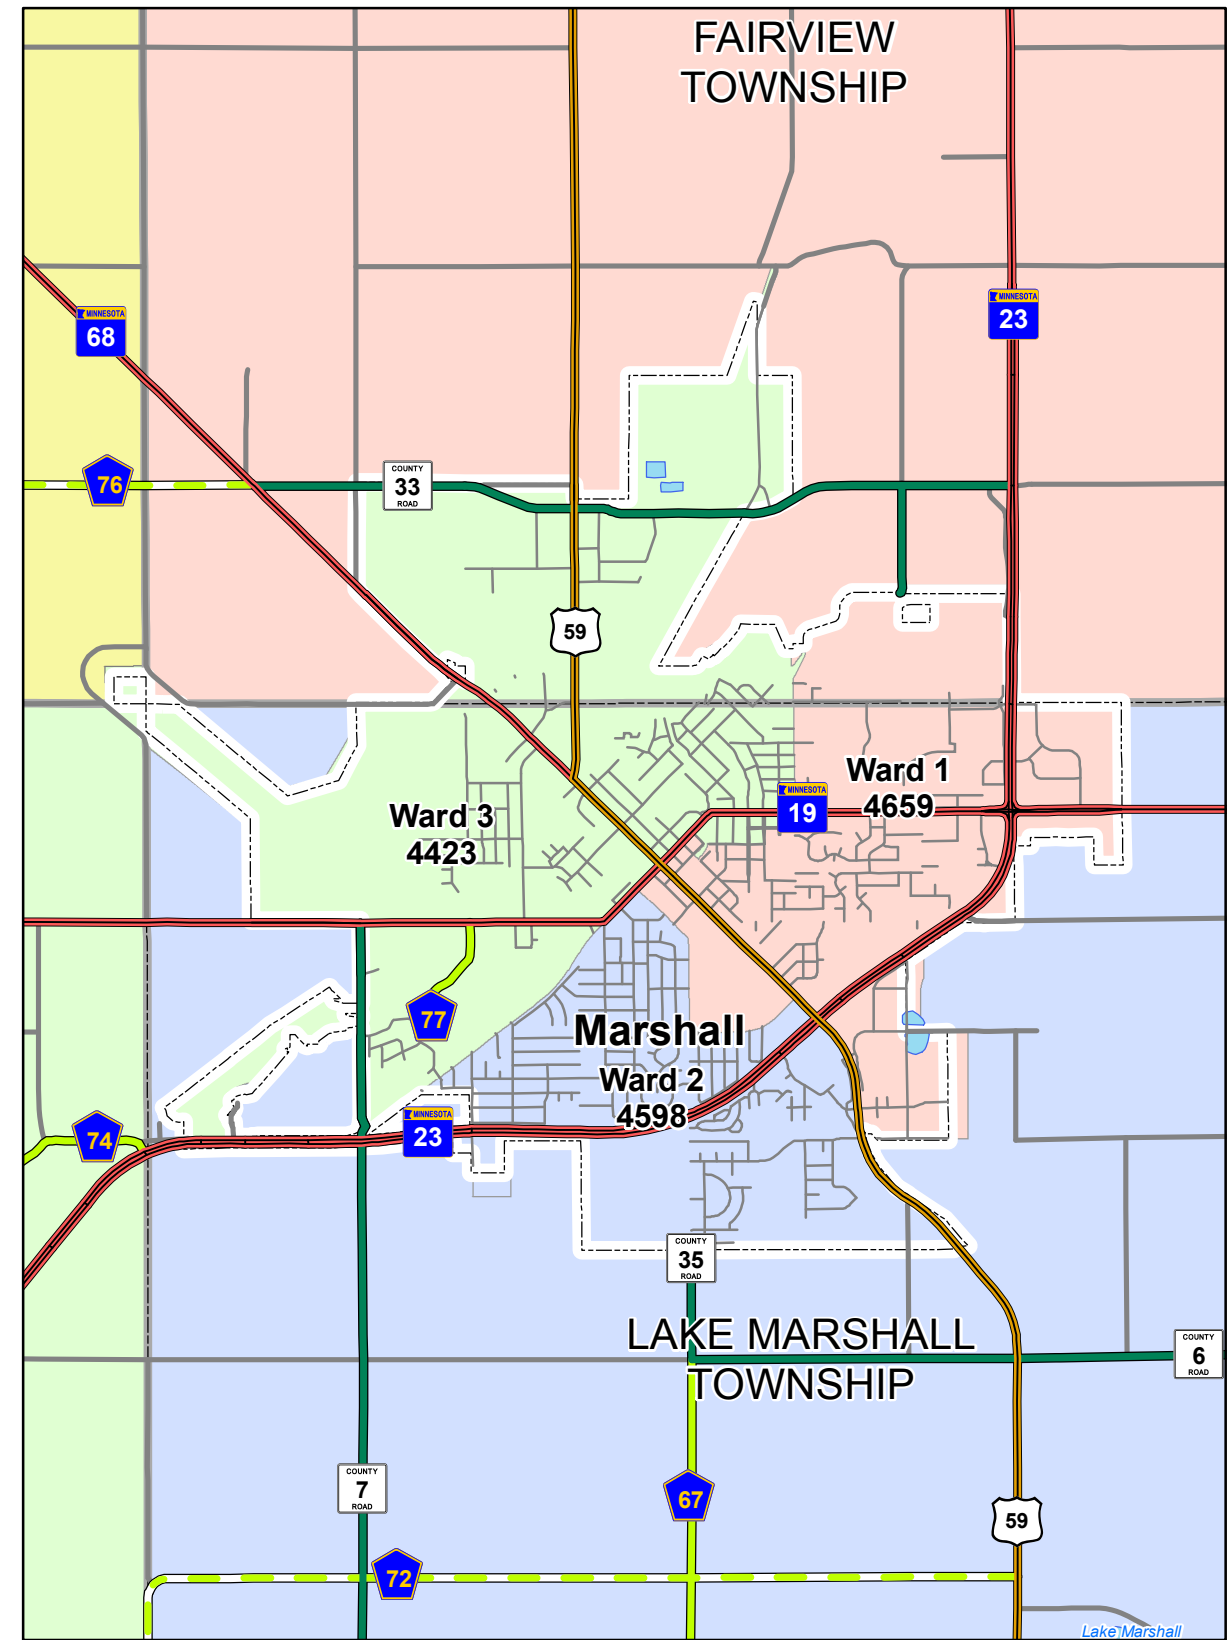 FAIRVIEW
TOWNSHIP
MINNESOTA
23
MINNESOTA
68
76
COUNTY
33
ROAD
59
Ward 1
4659
MINNESOTA
19
Ward 3
4423
77
Marshall
Ward 2
4598
MINNESOTA
23
74
COUNTY
35
ROAD
LAKE MARSHALL
TOWNSHIP
COUNTY
6
ROAD
COUNTY
7
ROAD
67
59
72
Lake Marshall